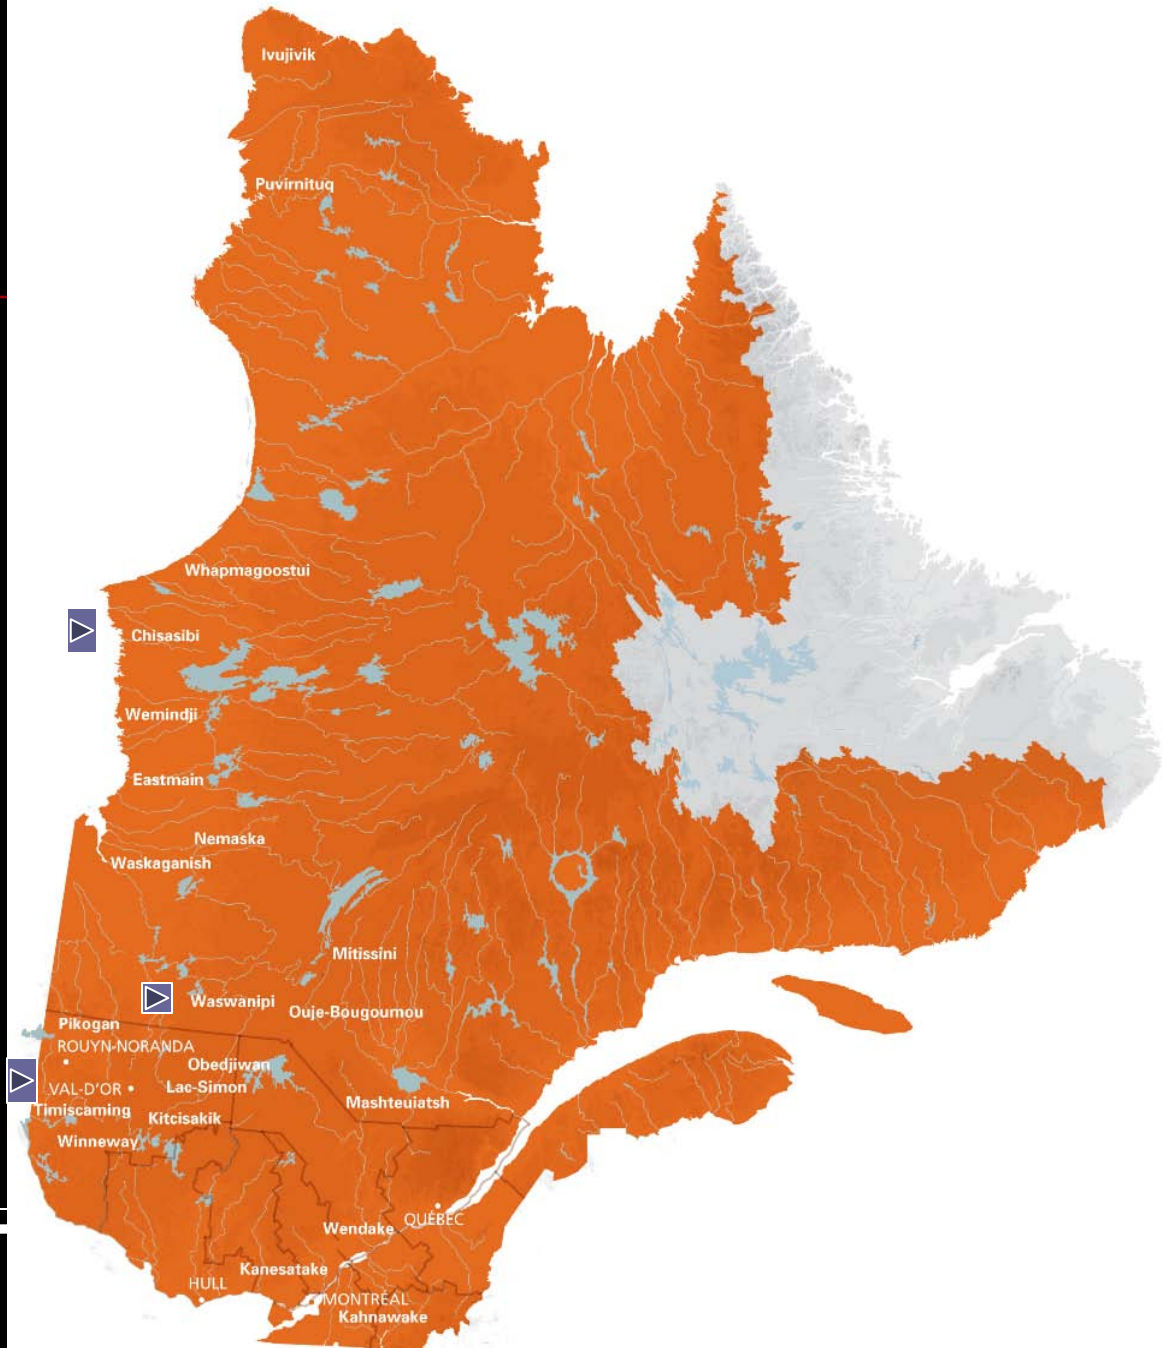 Ivujivik
Puvirnituq
Whapmagoostui
Chisasibi
Wemindji
Eastmain
Nemaska
Waskaganish
Mitissini
Waswanipi
Ouje-Bougoumou
Pikogan
ROUYN-NORANDA
Obedjiwan
VAL-D'OR
Lac-Simon
Mashteuiatsh
Timiscaming
Kitcisakik
Winneway
QUÉBEC
Wendake
Kanesatake
HULL
MONTRÉAL
Kahnawake